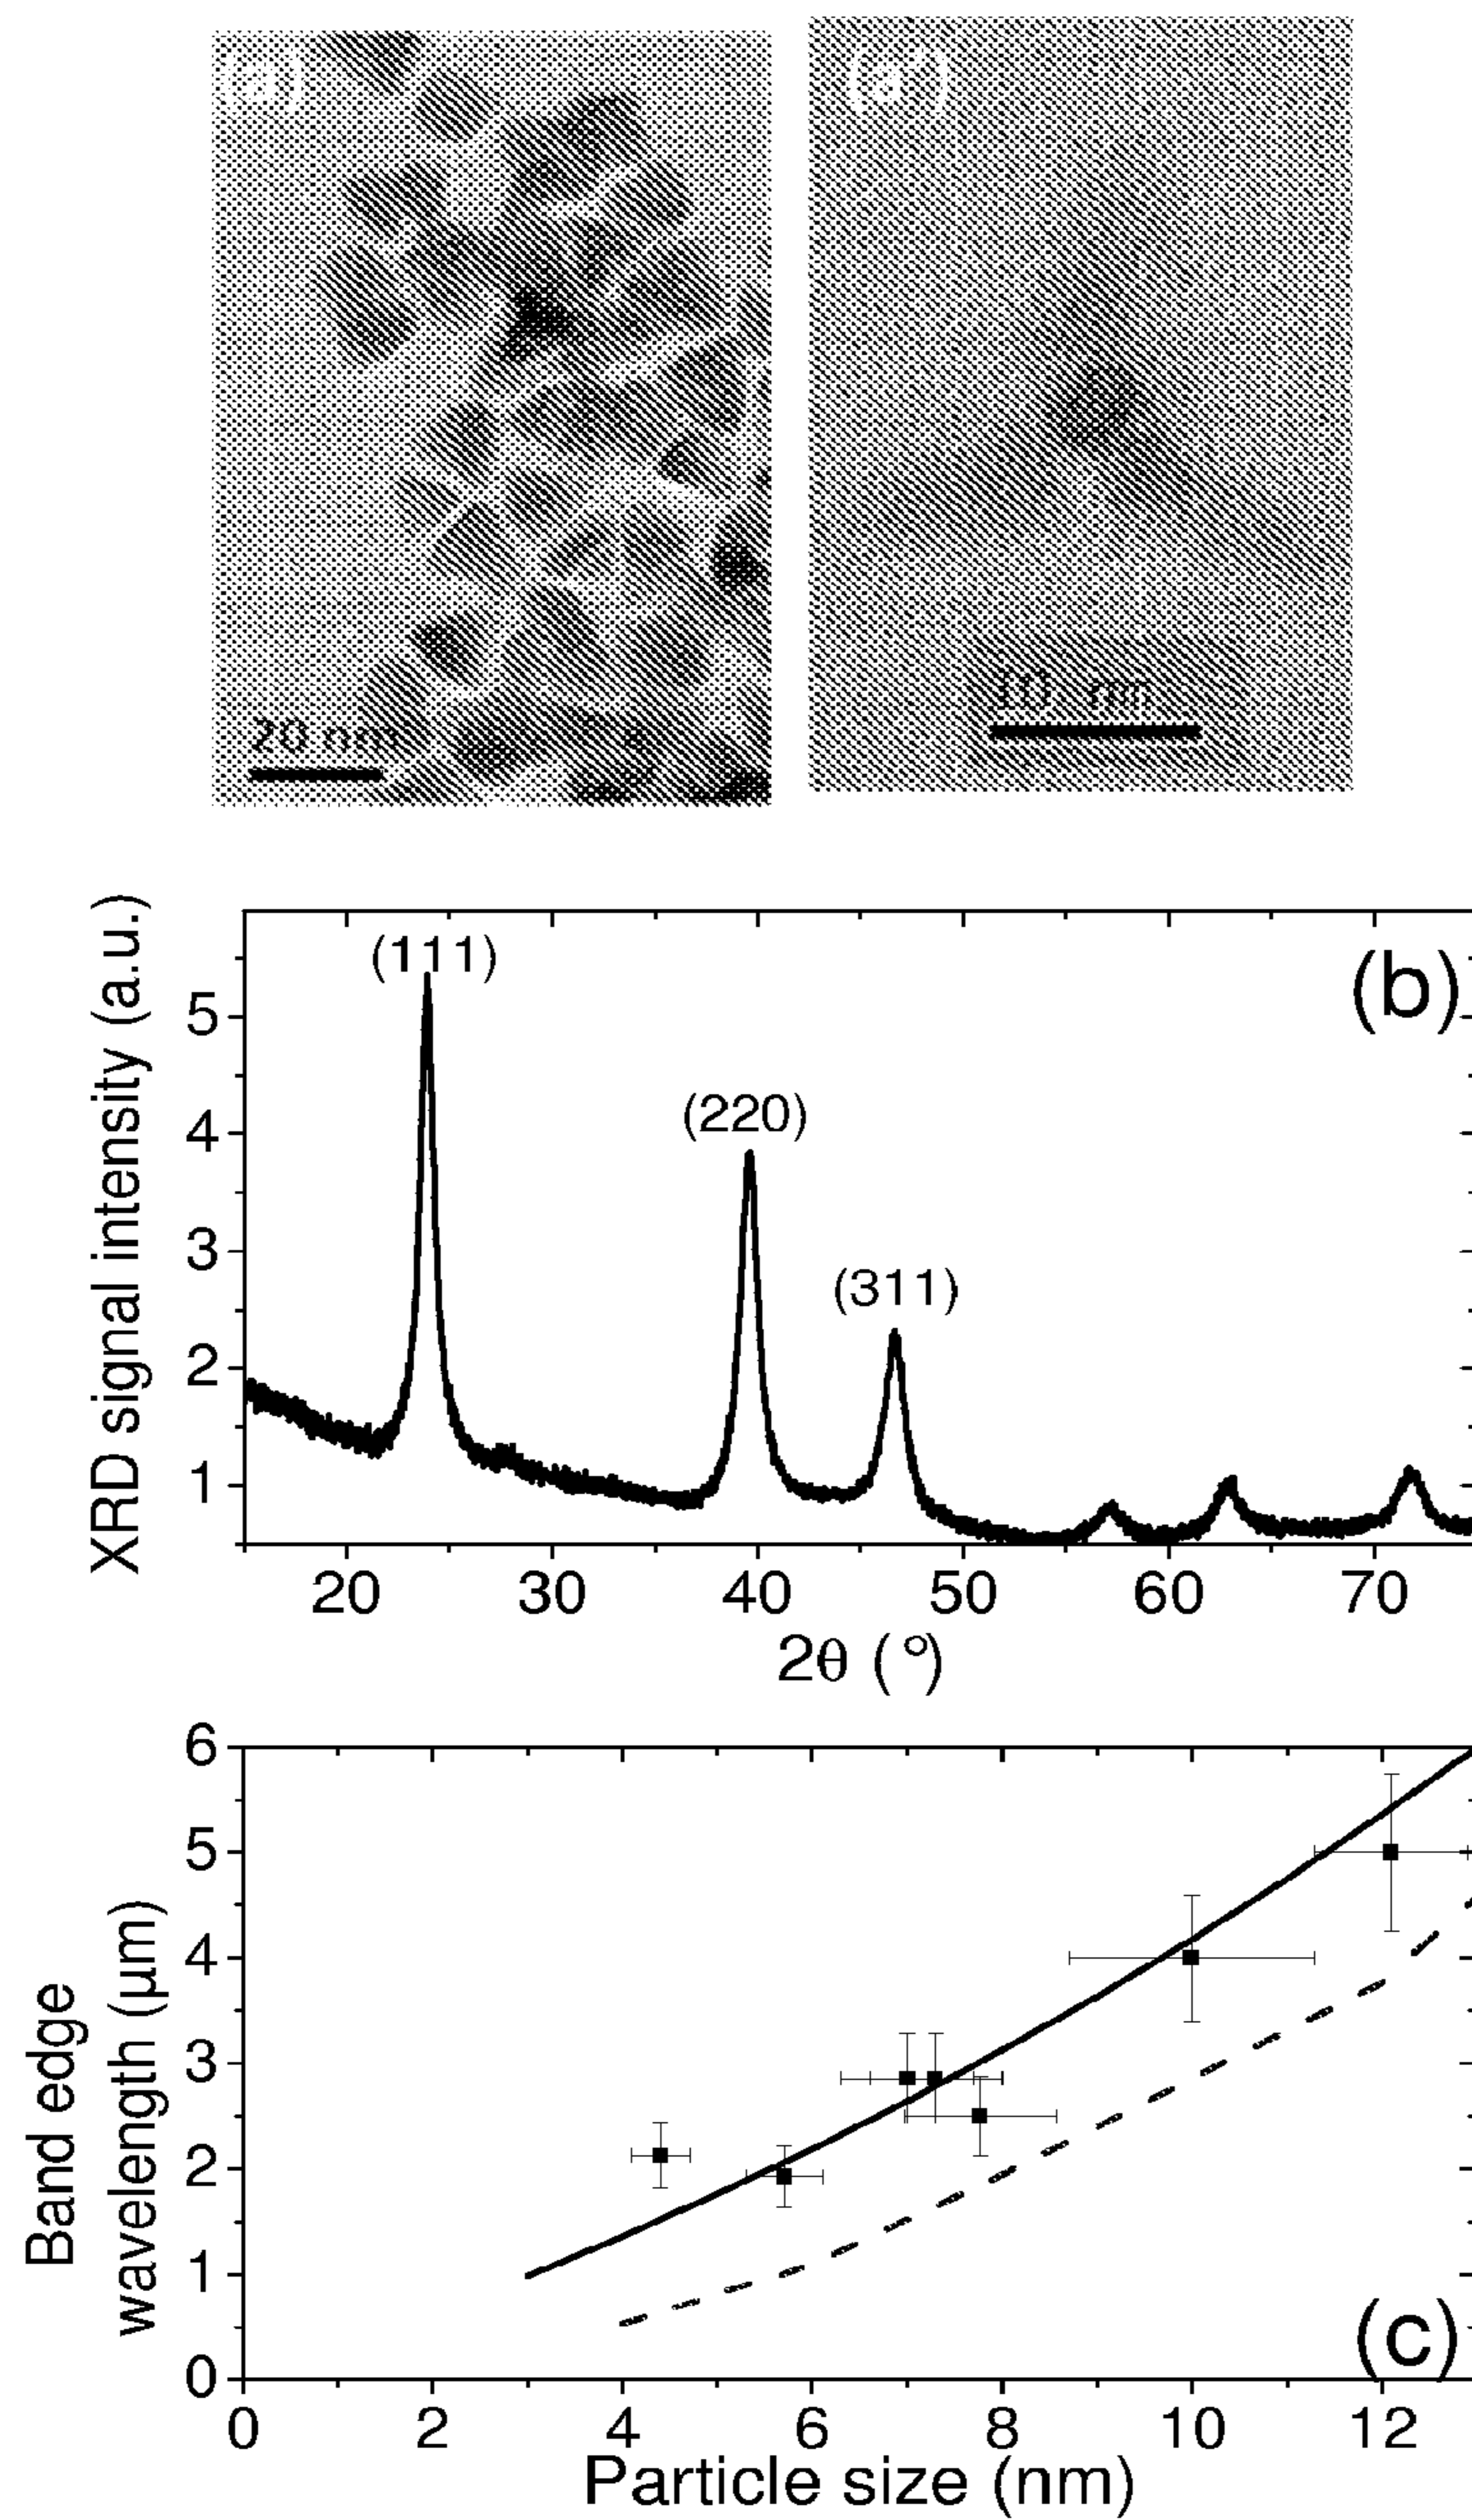 (a) (a')
20 nm 10 nm
(b)
(111)
(220)
(311)
XRD signal intensity (a.u.)
5
4
3
2
1
20 30 40 50 60 70
2θ (°)
(c)
Band edge
wavelength (µm)
6
5
4
3
2
1
0
0 2 4 6 8 10 12
Particle size (nm)